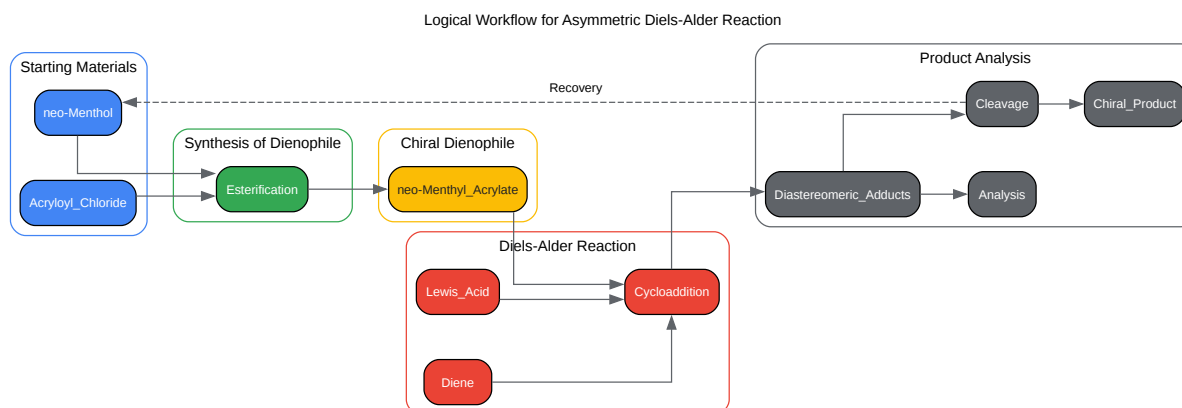 Logical Workflow for Asymmetric Diels-Alder Reaction
Starting Materials
neo-Menthol
Acryloyl_Chloride
Synthesis of Dienophile
Esterification
Chiral Dienophile
neo-Menthyl_Acrylate
Diels-Alder Reaction
Lewis_Acid
Cycloaddition
Diene
Recovery
Product Analysis
Cleavage
Chiral_Product
Diastereomeric_Adducts
Analysis